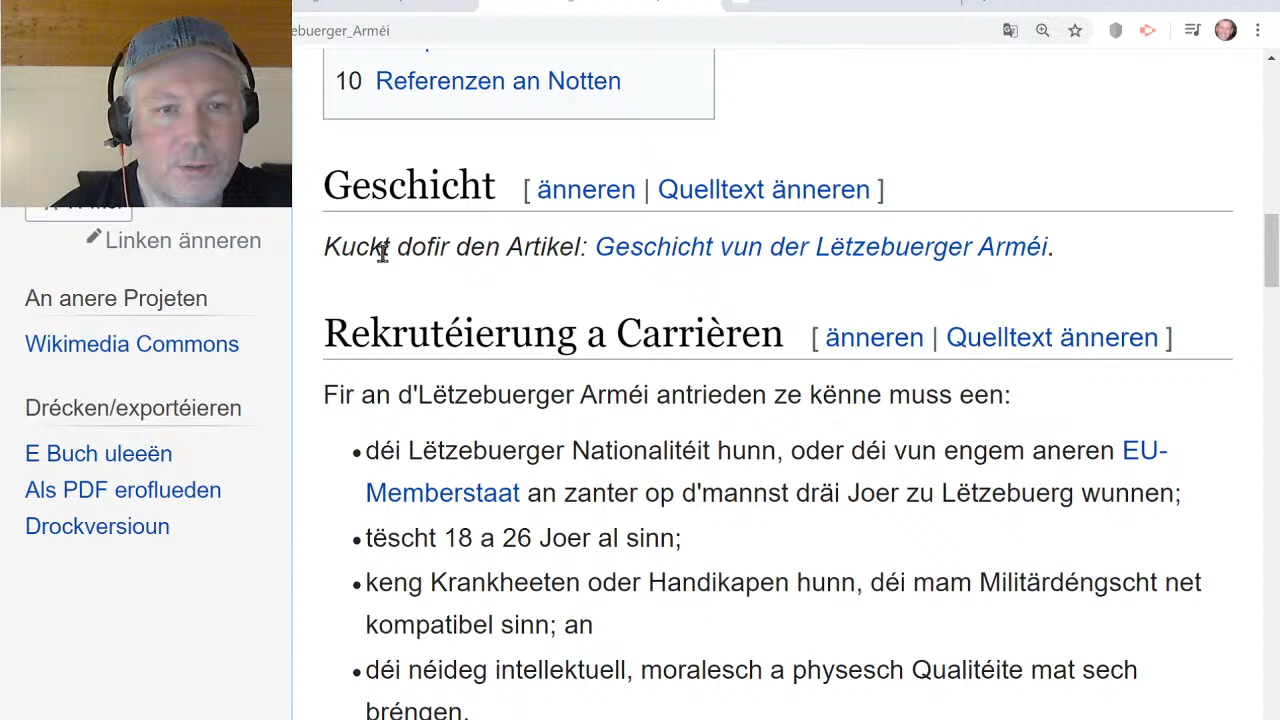 ebuerger_Arméi
10 Referenzen an Notten
Geschicht [ änneren | Quelltext änneren ]
Kuckt dofir den Artikel: Geschicht vun der Lëtzebuerger Arméi.
Linken änneren
An anere Projeten
Wikimedia Commons
Drécken/exportéieren
E Buch uleeën
Als PDF eroflueden
Drockversioun
Rekrutéierung a Carrièren [ änneren | Quelltext änneren ]
Fir an d'Lëtzebuerger Arméi antrieden ze kënne muss een:
déi Lëtzebuerger Nationalitéit hunn, oder déi vun engem aneren EU-
Memberstaat an zanter op d'mannst dräi Joer zu Lëtzebuerg wunnen;
tëscht 18 a 26 Joer al sinn;
keng Krankheeten oder Handikapen hunn, déi mam Militärdéngscht net
kompatibel sinn; an
déi néideg intellektuell, moralesch a physesch Qualitéite mat sech
bréngen.